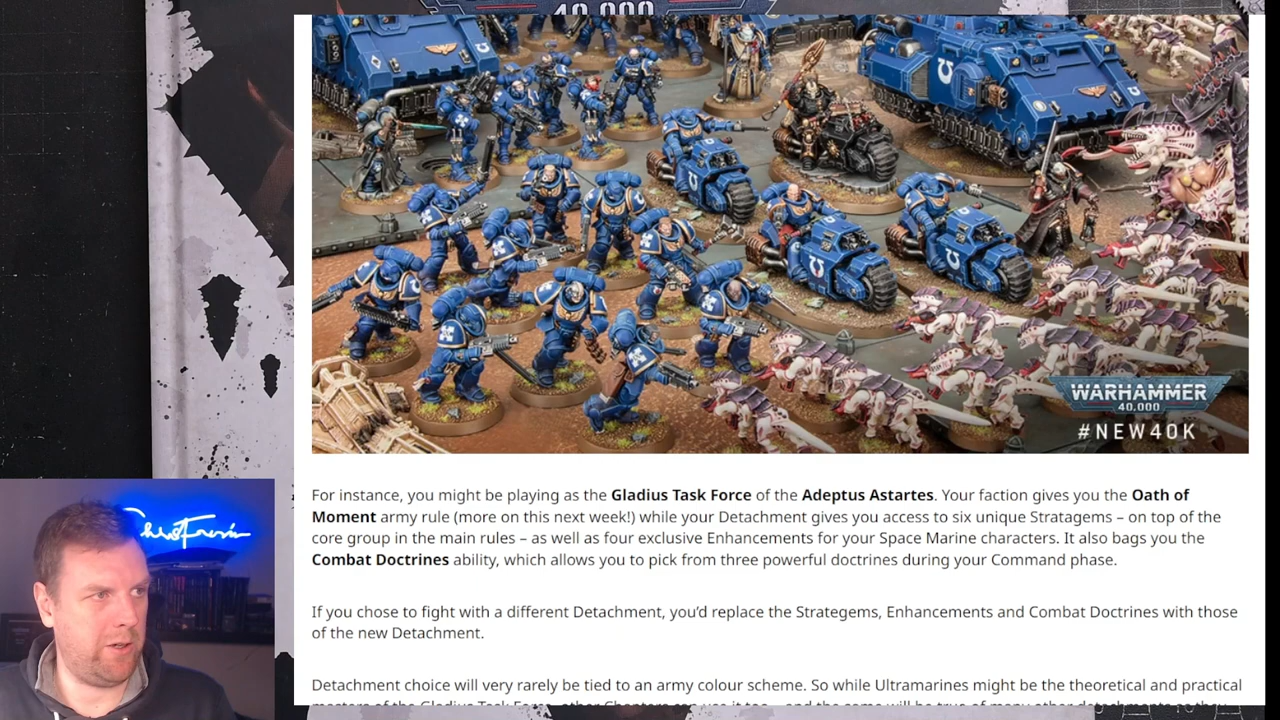 40,000
WARHAMMER
40,000
#NEW40K
For instance, you might be playing as the Gladius Task Force of the Adeptus Astartes. Your faction gives you the Oath of
Moment army rule (more on this next week!) while your Detachment gives you access to six unique Stratagems – on top of the
core group in the main rules – as well as four exclusive Enhancements for your Space Marine characters. It also bags you the
Combat Doctrines ability, which allows you to pick from three powerful doctrines during your Command phase.
If you chose to fight with a different Detachment, you’d replace the Strategems, Enhancements and Combat Doctrines with those
of the new Detachment.
Detachment choice will very rarely be tied to an army colour scheme. So while Ultramarines might be the theoretical and practical